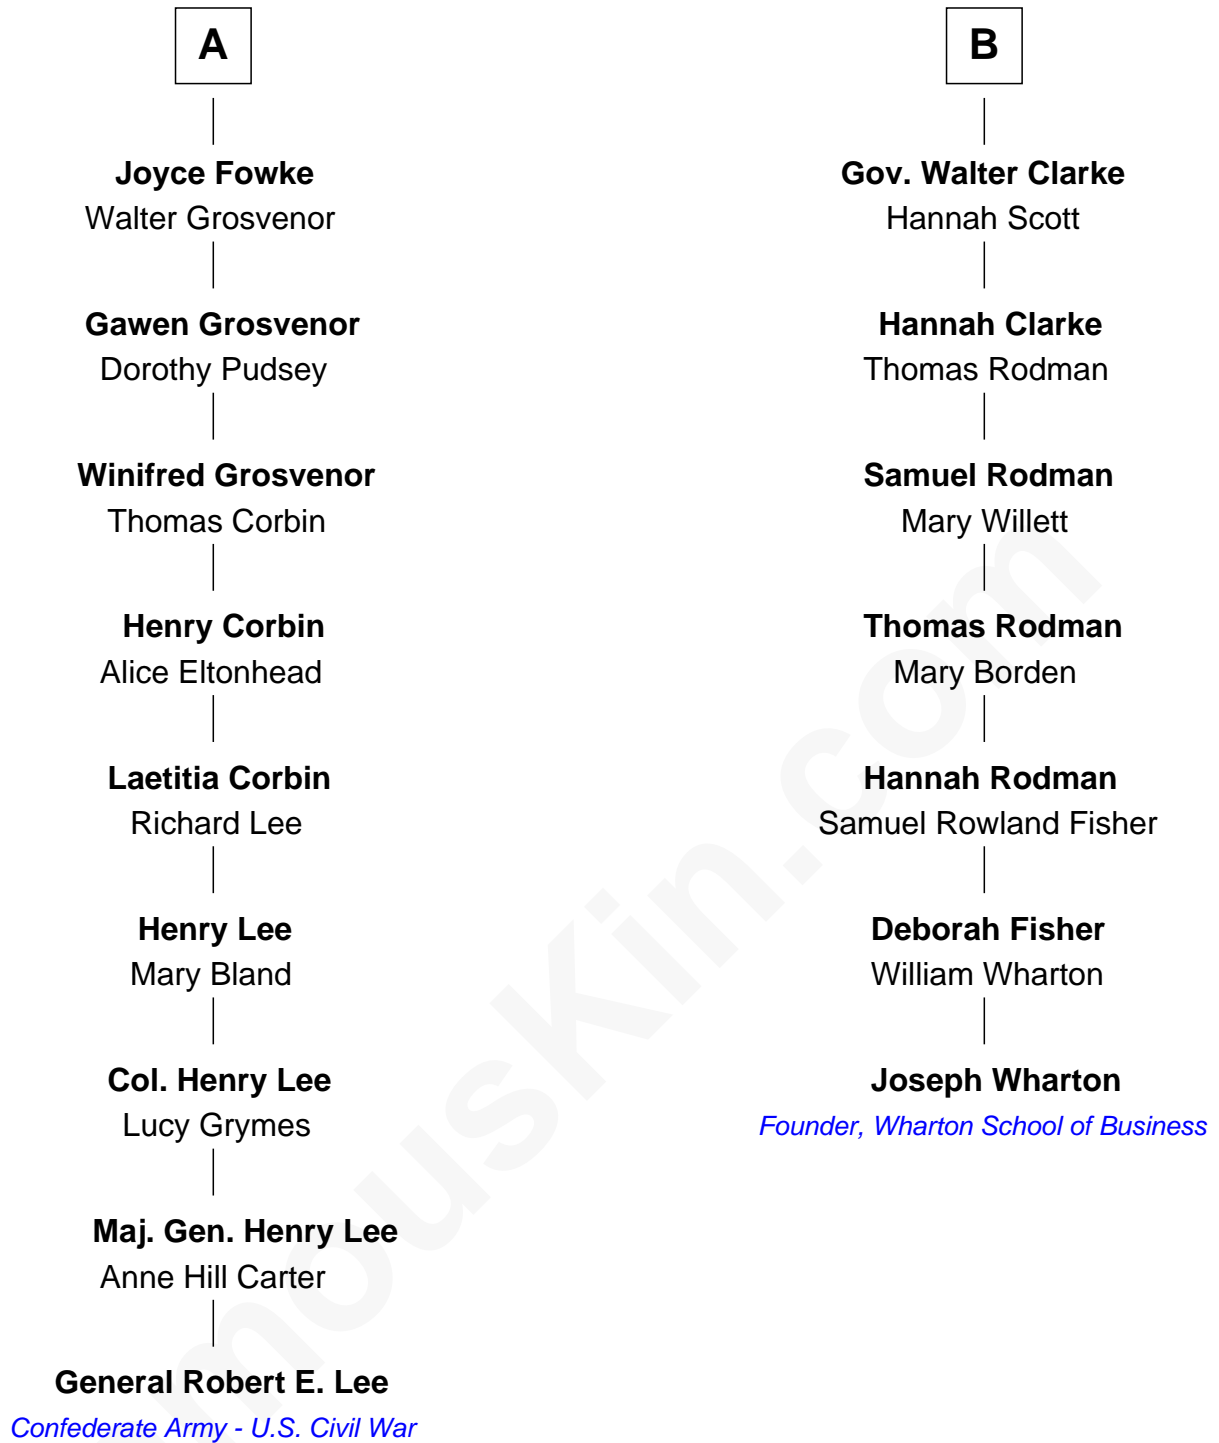 A
Joyce Fowke
Walter Grosvenor
Gawen Grosvenor
Dorothy Pudsey
Winifred Grosvenor
Thomas Corbin
Henry Corbin
Alice Eltonhead
Laetitia Corbin
Richard Lee
Henry Lee
Mary Bland
Col. Henry Lee
Lucy Grymes
Maj. Gen. Henry Lee
Anne Hill Carter
General Robert E. Lee
Confederate Army - U.S. Civil War
B
Gov. Walter Clarke
Hannah Scott
Hannah Clarke
Thomas Rodman
Samuel Rodman
Mary Willett
Thomas Rodman
Mary Borden
Hannah Rodman
Samuel Rowland Fisher
Deborah Fisher
William Wharton
Joseph Wharton
Founder, Wharton School of Business
mousKin.com